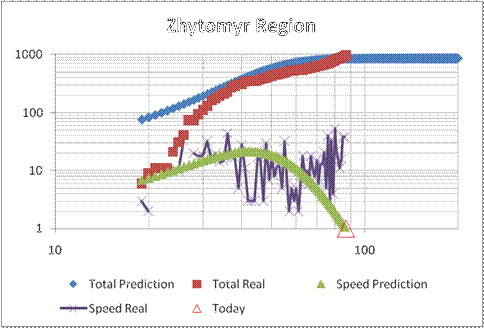 Zhytomyr Region
1000
100
10
1
10
100
Total Prediction
Total Real
Speed Prediction
Speed Real
Today